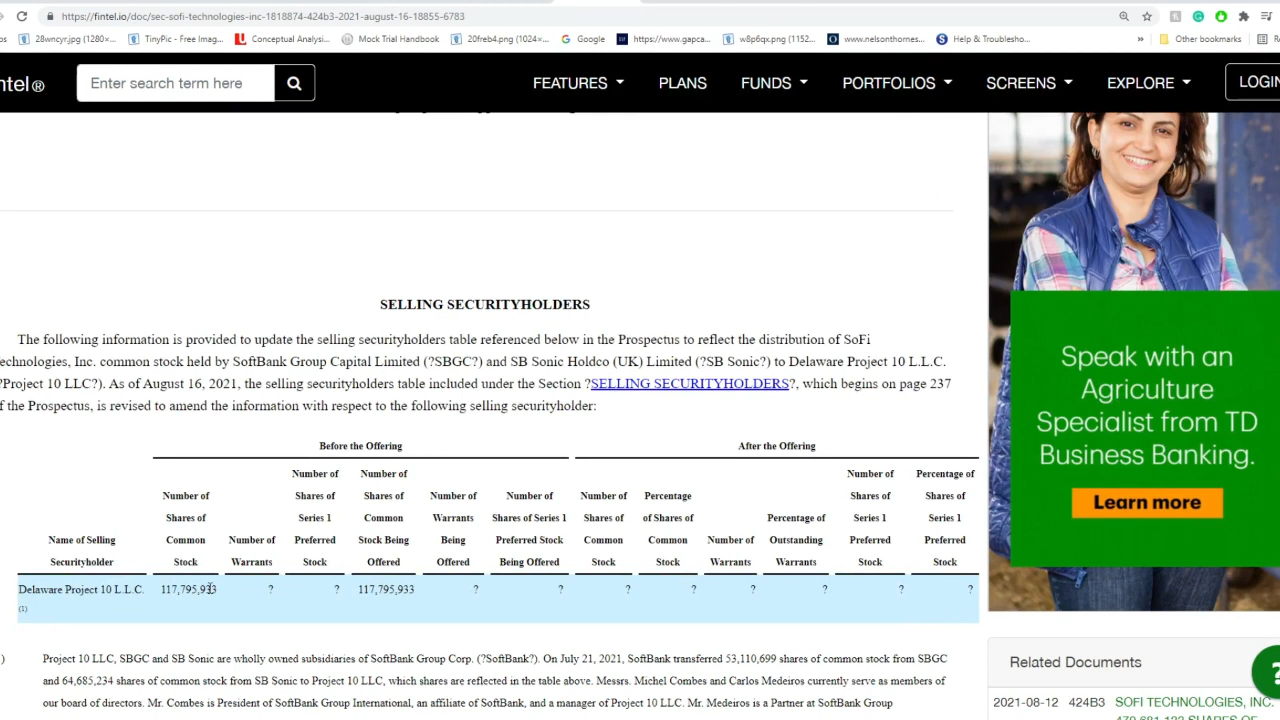 https://fintel.io/doc/sec-sofi-technologies-inc-1818874-424b3-2021-august-16-18855-6783
28wncyr.jpg (1280×... TinyPic - Free Imag... Conceptual Analysi... Mock Trial Handbook 20freb4.png (1024×... Google https://www.gapca... w8p6qx.png (1152... www.nelsonthornes... Help & Troublesho... » Other bookmarks
ntel® Enter search term here FEATURES PLANS FUNDS PORTFOLIOS SCREENS EXPLORE LOGIN
SELLING SECURITYHOLDERS
The following information is provided to update the selling securityholders table referenced below in the Prospectus to reflect the distribution of SoFi
echnologies, Inc. common stock held by SoftBank Group Capital Limited (?SBGC?) and SB Sonic Holdco (UK) Limited (?SB Sonic?) to Delaware Project 10 L.L.C.
?Project 10 LLC?). As of August 16, 2021, the selling securityholders table included under the Section ?SELLING SECURITYHOLDERS?, which begins on page 237
f the Prospectus, is revised to amend the information with respect to the following selling securityholder:
Before the Offering After the Offering
Number of Number of Number of Percentage of
Number of Shares of Shares of Number Number of Number of Percentage Shares of Shares of
Shares of Series 1 Common Warrants Shares of Series 1 Shares of of Shares of Percentage of Series 1 Series 1
Name of Selling Common Number of Preferred Stock Being Being Preferred Stock Common Common Number of Outstanding Preferred Preferred
Securityholder Stock Warrants Stock Offered Offered Being Offered Stock Stock Warrants Warrants Stock Stock
Delaware Project 10 L.L.C. 117,795,933 ? ? 117,795,933 ? ? ? ? ? ? ? ?
(1)
) Project 10 LLC, SBGC and SB Sonic are wholly owned subsidiaries of SoftBank Group Corp. (?SoftBank?). On July 21, 2021, SoftBank transferred 53,110,699 shares of common stock from SBGC
and 64,685,234 shares of common stock from SB Sonic to Project 10 LLC, which shares are reflected in the table above. Messrs. Michel Combes and Carlos Medeiros currently serve as members of
our board of directors. Mr. Combes is President of SoftBank Group International, an affiliate of SoftBank, and a manager of Project 10 LLC. Mr. Medeiros is a Partner at SoftBank Group
Speak with an
Agriculture
Specialist from TD
Business Banking.
Learn more
Related Documents
2021-08-12 424B3 SOFI TECHNOLOGIES, INC.
?